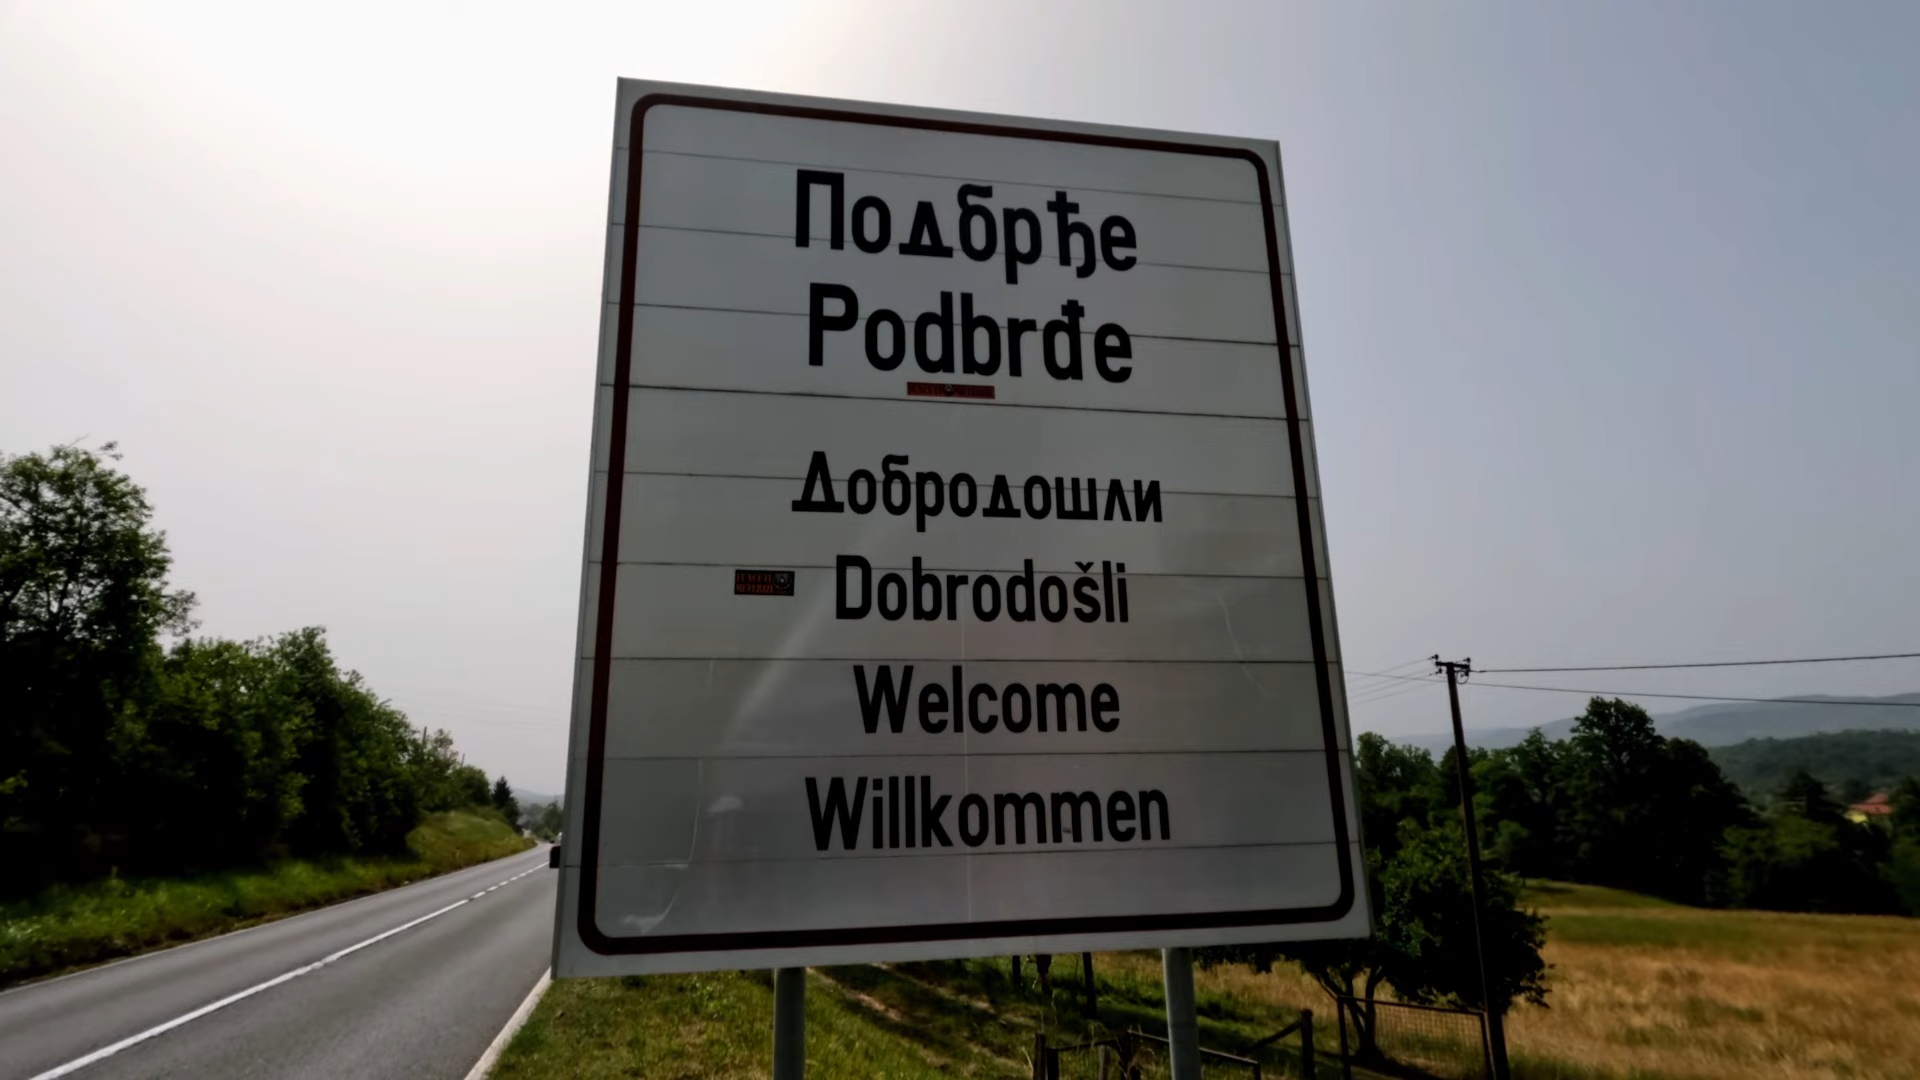 Подбрђе
Podbrđe
Добродошли
Dobrodošli
Welcome
Willkommen